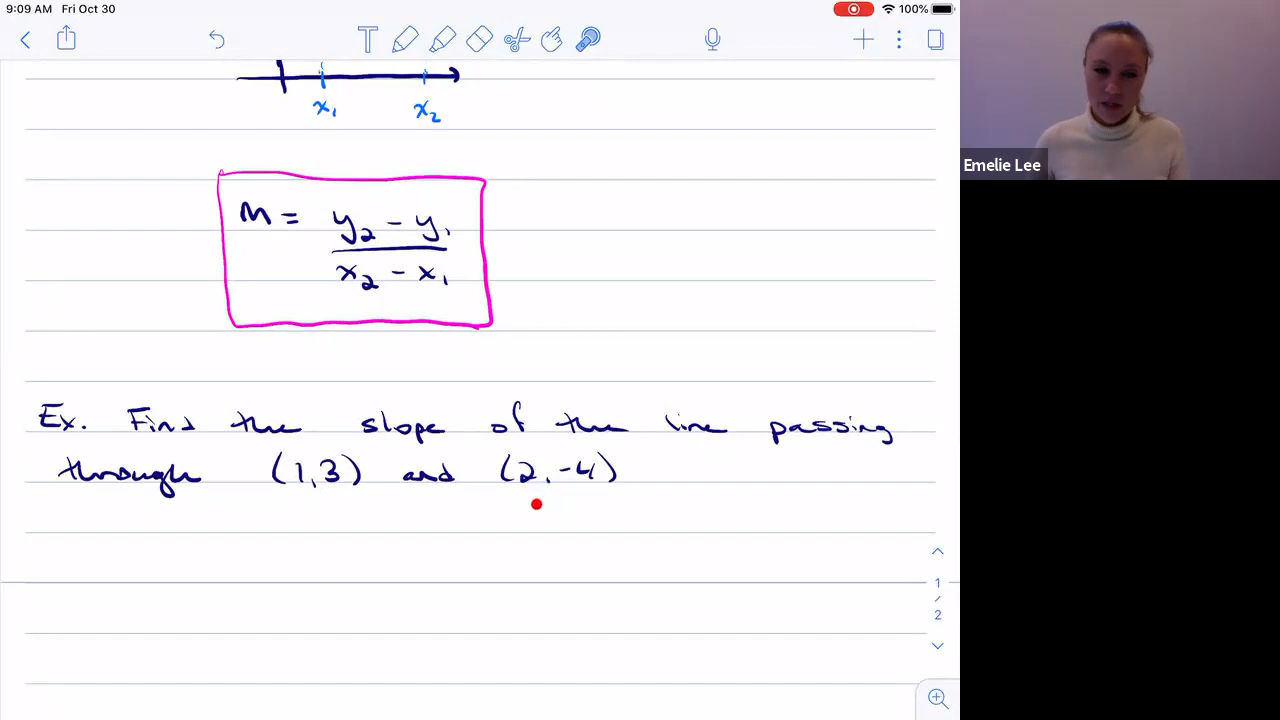 9:09 AM Fri Oct 30
100%
x₁ x₂
M = y₂ - y₁
x₂ - x₁
Ex. Find the slope of the line passing
through (1,3) and (2,-4)
Emelie Lee
1
/
2